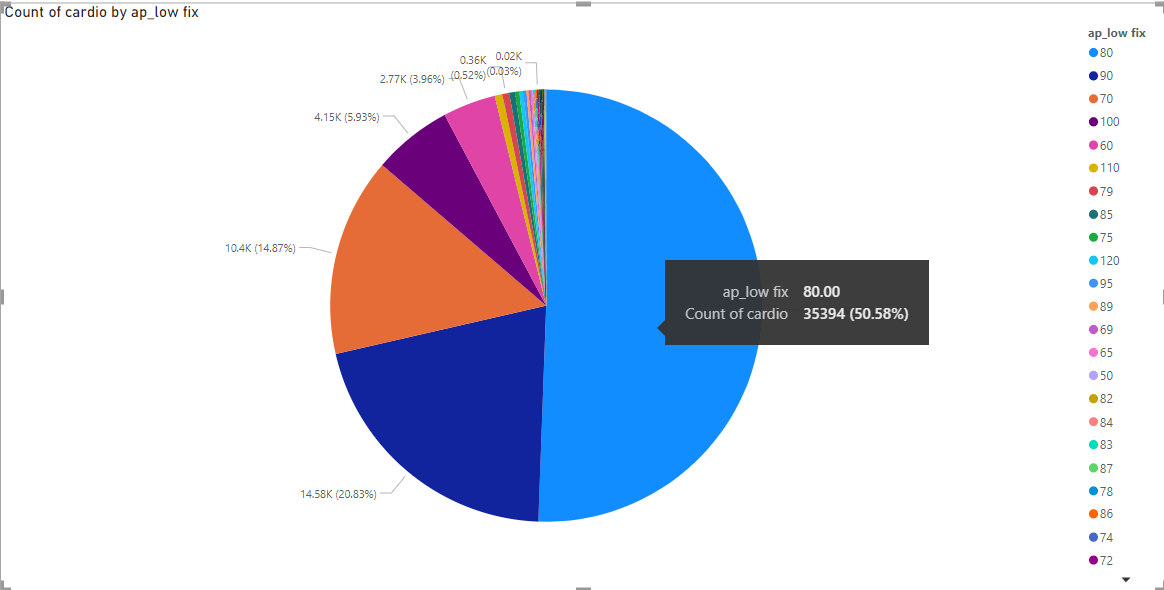 Count of cardio by ap_low fix
0.36K
(0.52%)
0.02K
(0.03%)
2.77K (3.96%)
4.15K (5.93%)
10.4K (14.87%)
14.58K (20.83%)
ap_low fix 80.00
Count of cardio 35394 (50.58%)
ap_low fix
80
90
70
100
60
110
79
85
75
120
95
89
69
65
50
82
84
83
87
78
86
74
72